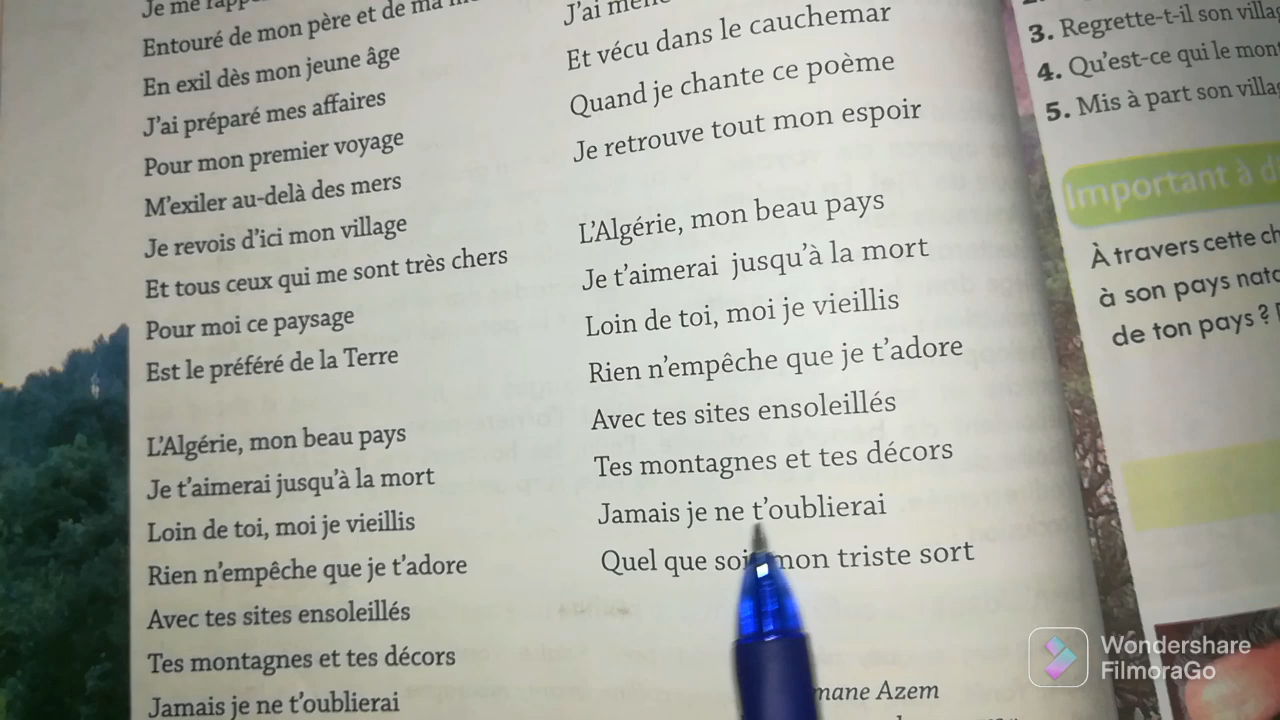 Je me
Entouré de mon père et de ma
En exil dès mon jeune âge
J'ai préparé mes affaires
Pour mon premier voyage
M'exiler au-delà des mers
Je revois d'ici mon village
Et tous ceux qui me sont très chers
Pour moi ce paysage
Est le préféré de la Terre
L'Algérie, mon beau pays
Je t'aimerai jusqu'à la mort
Loin de toi, moi je vieillis
Rien n'empêche que je t'adore
Avec tes sites ensoleillés
Tes montagnes et tes décors
Jamais je ne t'oublierai
J'ai
Et vécu dans le cauchemar
Quand je chante ce poème
Je retrouve tout mon espoir
L'Algérie, mon beau pays
Je t'aimerai jusqu'à la mort
Loin de toi, moi je vieillis
Rien n'empêche que je t'adore
Avec tes sites ensoleillés
Tes montagnes et tes décors
Jamais je ne t'oublierai
Quel que soit mon triste sort
mane Azem
3. Regrette-t-il son
4. Qu'est-ce qui le
5. Mis à part son
Important à
À travers cette
à son pays
de ton pays ?
Wondershare
FilmoraGo